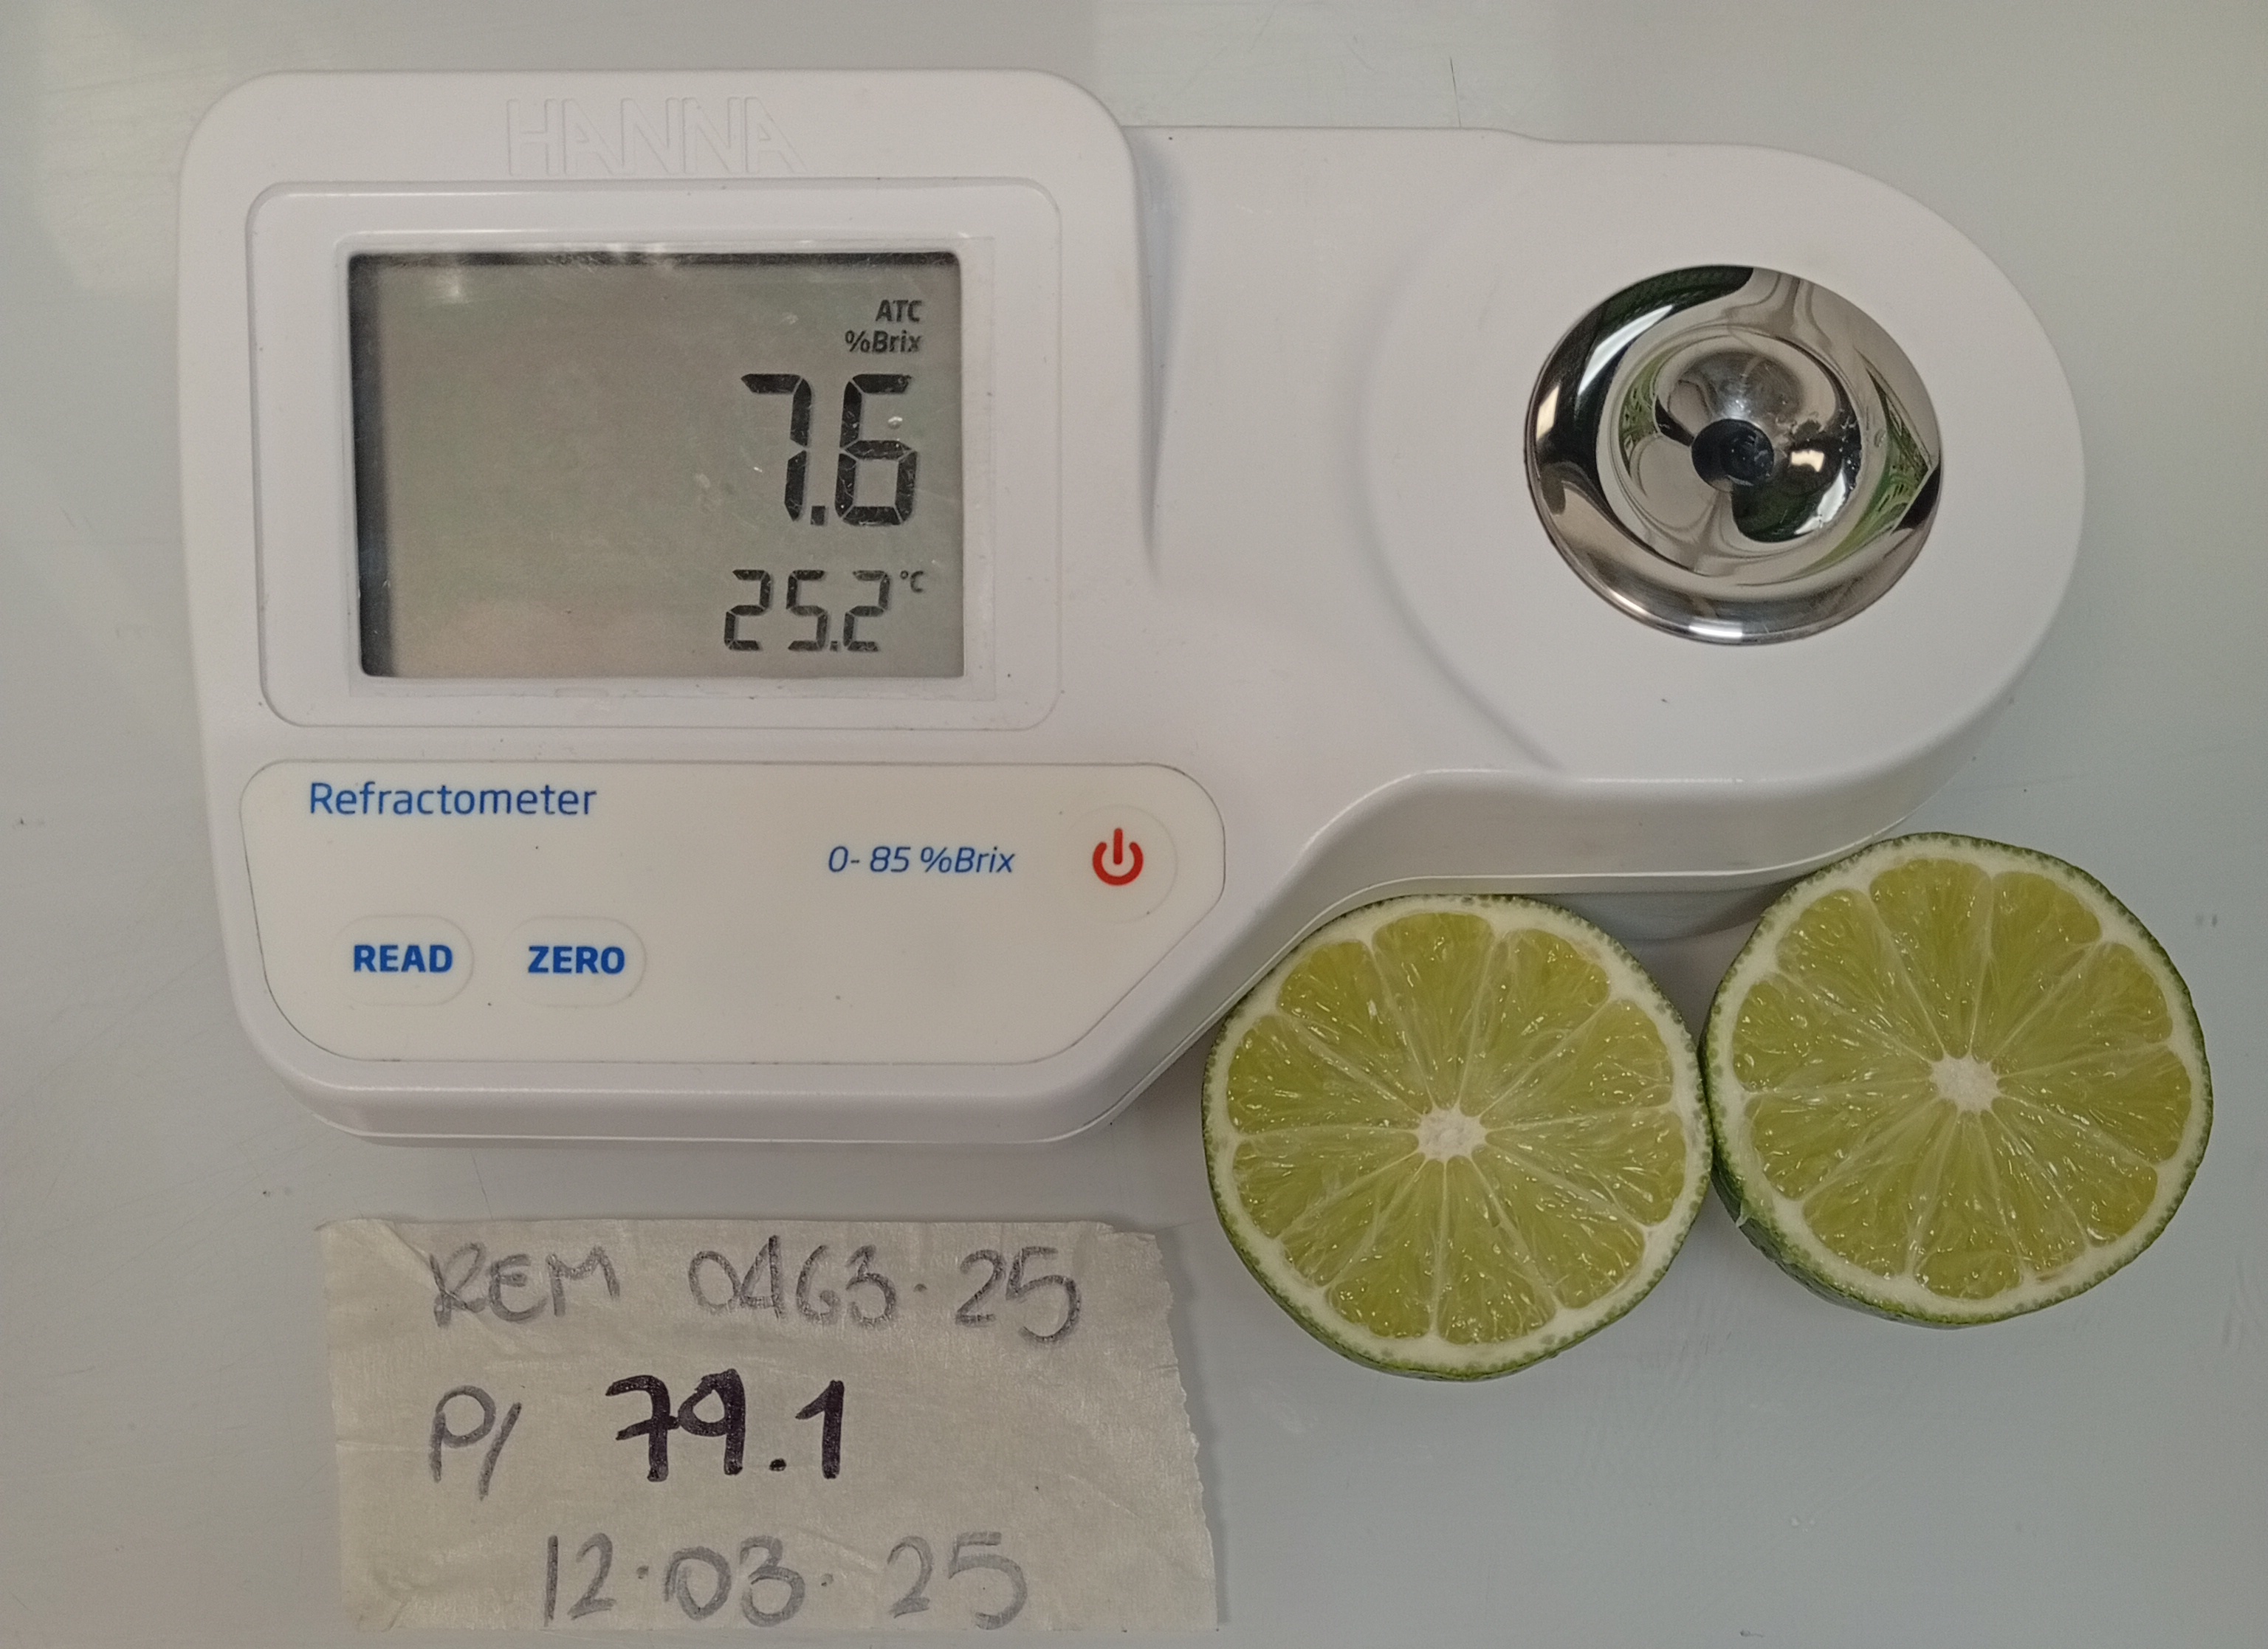 HANNA
ATC
%Brix
7.6
25.2 °C
Refractometer
0- 85 %Brix
READ
ZERO
REM 0463·25
P/ 79.1
12·03·25